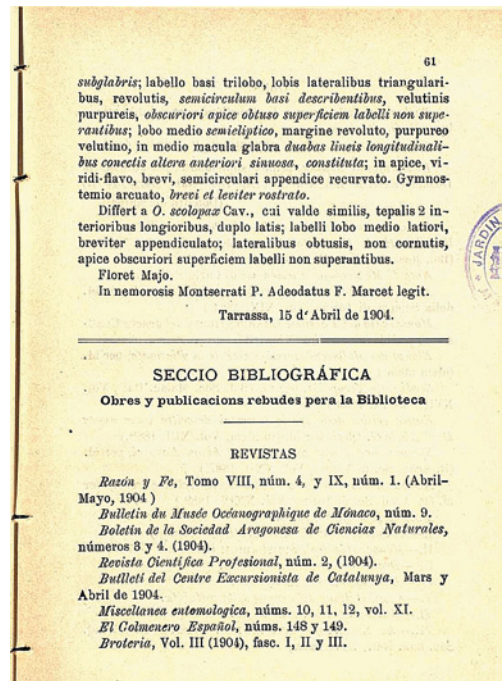 61
subglabris; labello basi trilobo, lobis lateralibus triangulari-
bus, revolutis, semicirculum basi describentibus, velutinis
purpureis, obscuriori apice obtuso superficiem labelli non supe-
rantibus; lobo medio semieliptico, margine revoluto, purpureo
velutino, in medio macula glabra duabas lineis longitudinali-
bus conectis altera anteriori sinuosa, constituta; in apice, vi-
ridi-flavo, brevi, semicirculari appendice recurvato. Gymnos-
temio arcuato, brevi et leviter rostrato.
Differt a O. scolopax Cav., cui valde similis, tepalis 2 in-
terioribus longioribus, duplo latis; labelli lobo medio latiori,
breviter appendiculato; lateralibus obtusis, non cornutis,
apice obscuriori superficiem labelli non superantibus.
Floret Majo.
In nemorosis Montserrati P. Adeodatus F. Marcet legit.
Tarrassa, 15 d'Abril de 1904.
SECCIO BIBLIOGRÁFICA
Obres y publicacions rebudes pera la Biblioteca
REVISTAS
Razón y Fe, Tomo VIII, núm. 4, y IX, núm. 1. (Abril-
Mayo, 1904)
Bulletin du Musée Océanographique de Mónaco, núm. 9.
Boletín de la Sociedad Aragonesa de Ciencias Naturales,
números 3 y 4. (1904).
Revista Científica Profesional, núm. 2, (1904).
Butlletí del Centre Excursionista de Catalunya, Mars y
Abril de 1904.
Miscellanea entomologica, núms. 10, 11, 12, vol. XI.
El Colmenero Español, núms. 148 y 149.
Broteria, Vol. III (1904), fasc. I, II y III.
JARDIN